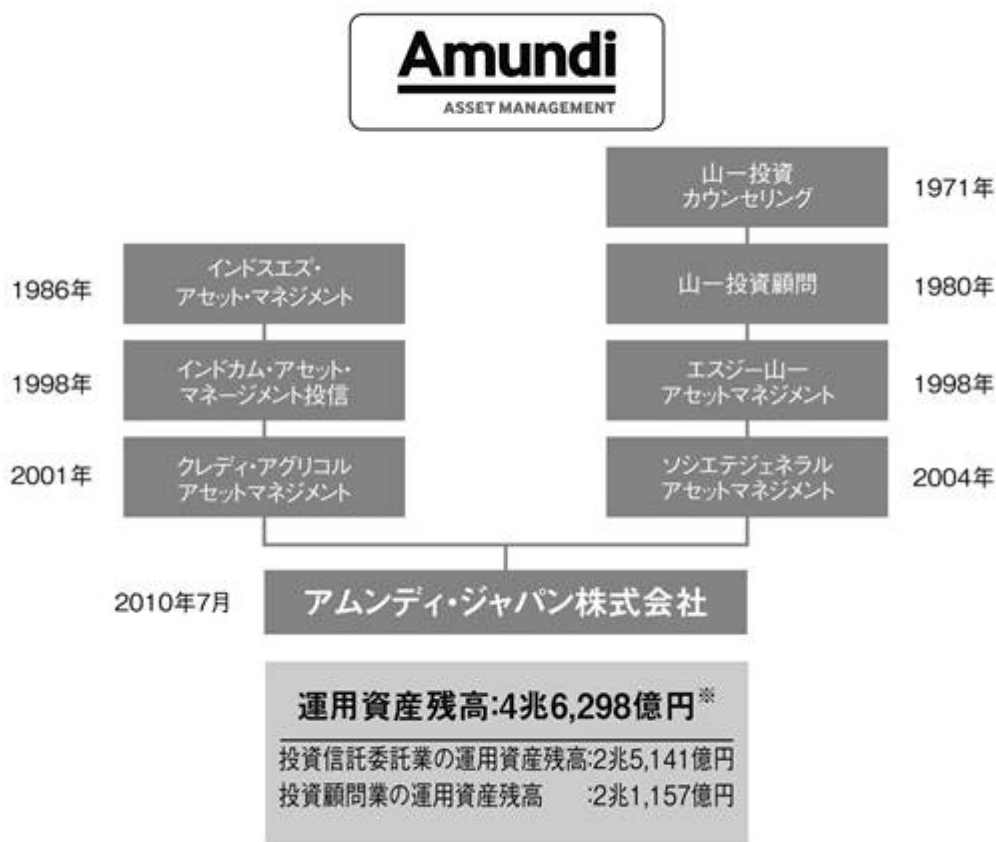 Amundi
ASSET MANAGEMENT
山一投資
カウンセリング
1971年
1986年
インドスエズ・
アセット・マネジメント
山一投資顧問
1980年
1998年
インドカム・アセット・
マネージメント投信
エスジー山一
アセットマネジメント
1998年
2001年
クレディ・アグリコル
アセットマネジメント
ソシエテジェネラル
アセットマネジメント
2004年
2010年7月
アムンディ・ジャパン株式会社
運用資産残高:4兆6,298億円※
投資信託委託業の運用資産残高:2兆5,141億円
投資顧問業の運用資産残高 :2兆1,157億円